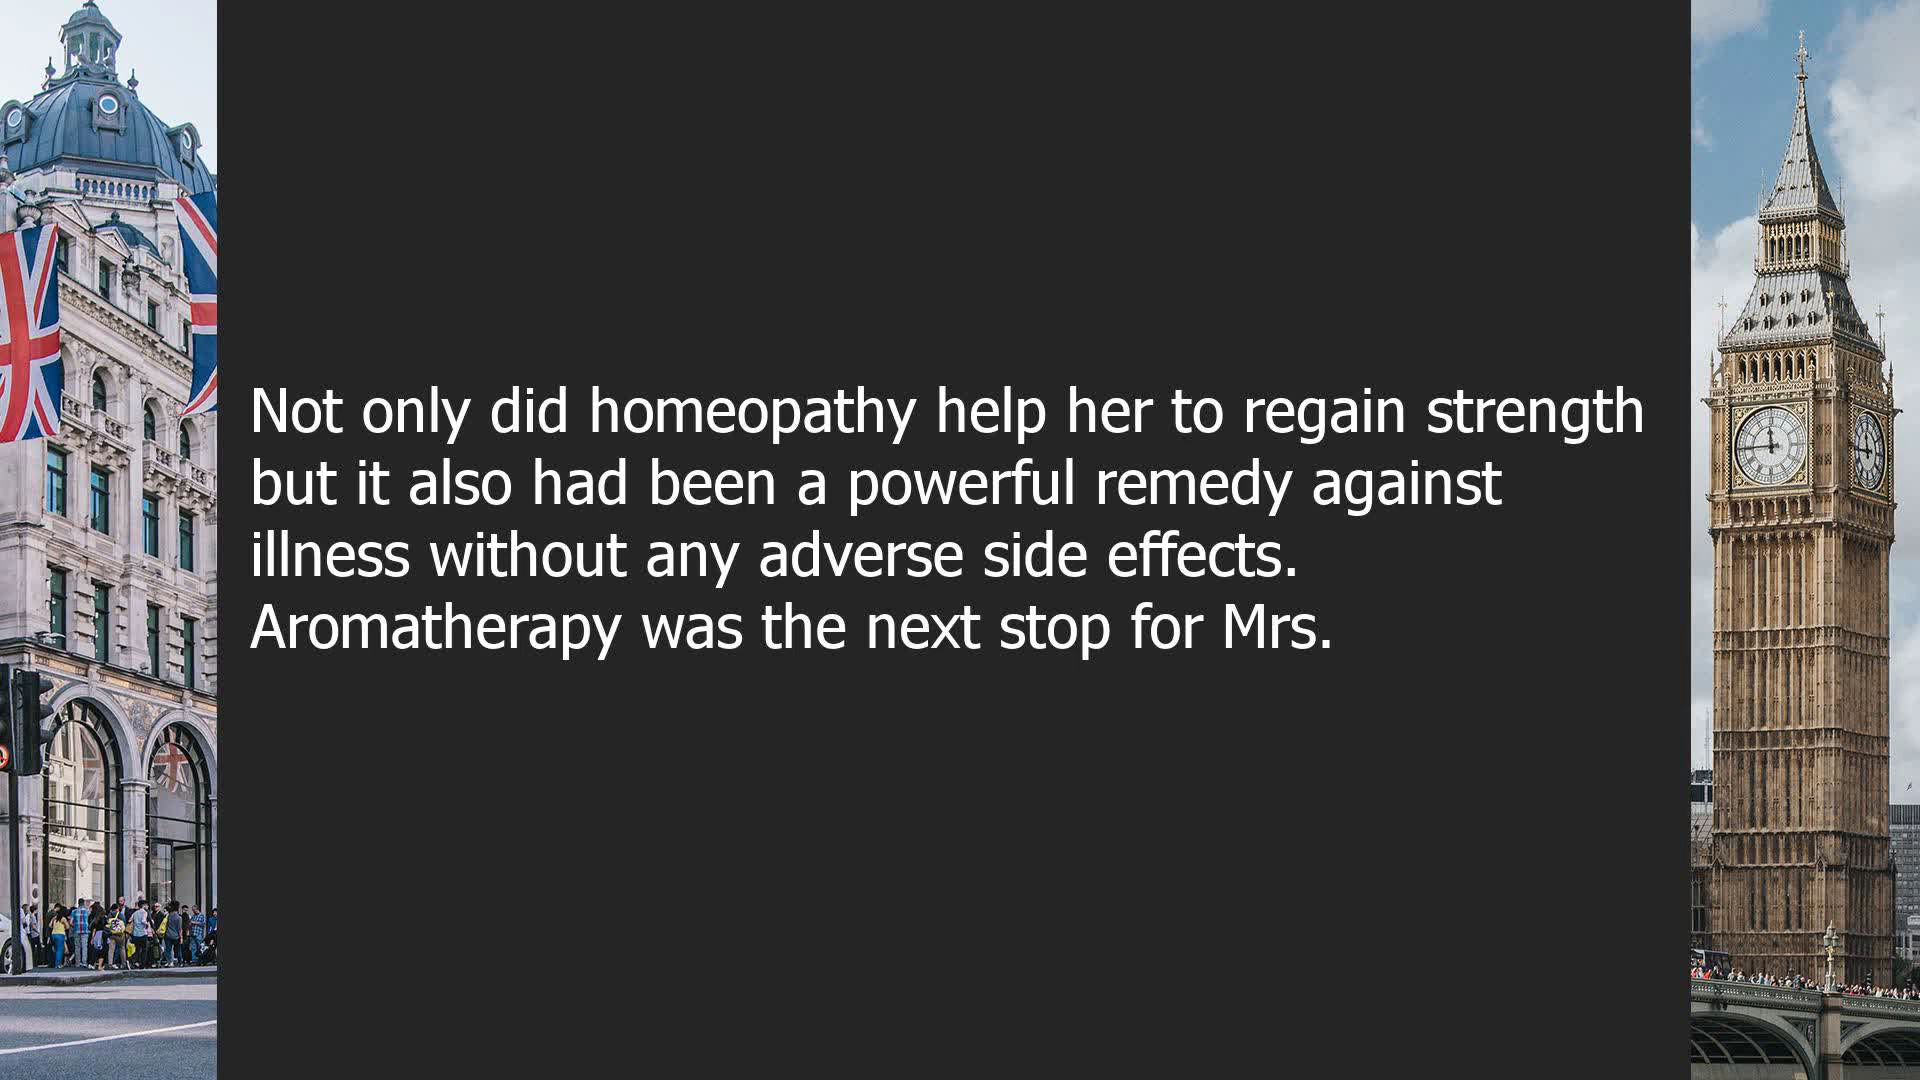 Not only did homeopathy help her to regain strength
but it also had been a powerful remedy against
illness without any adverse side effects.
Aromatherapy was the next stop for Mrs.